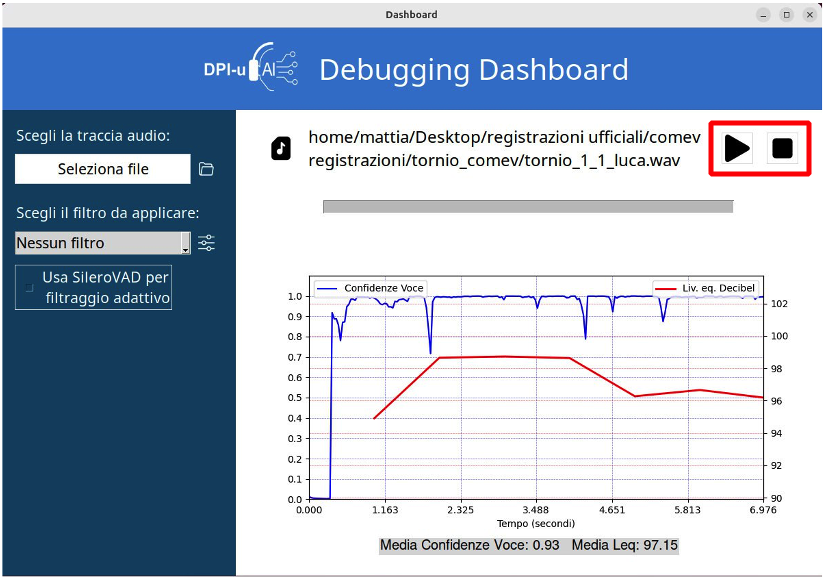 Dashboard
DPI-u AI
Debugging Dashboard
Scegli la traccia audio:
Seleziona file
Scegli il filtro da applicare:
Nessun filtro
Usa SileroVAD per
filtraggio adattivo
home/mattia/Desktop/registrazioni ufficiali/comev
registrazioni/tornio_comev/tornio_1_1_luca.wav
Confidenze Voce
Liv. eq. Decibel
1.0
0.9
0.8
0.7
0.6
0.5
0.4
0.3
0.2
0.1
0.0
102
100
98
96
94
92
90
0.000 1.163 2.325 3.488 4.651 5.813 6.976
Tempo (secondi)
Media Confidenze Voce: 0.93 Media Leq: 97.15